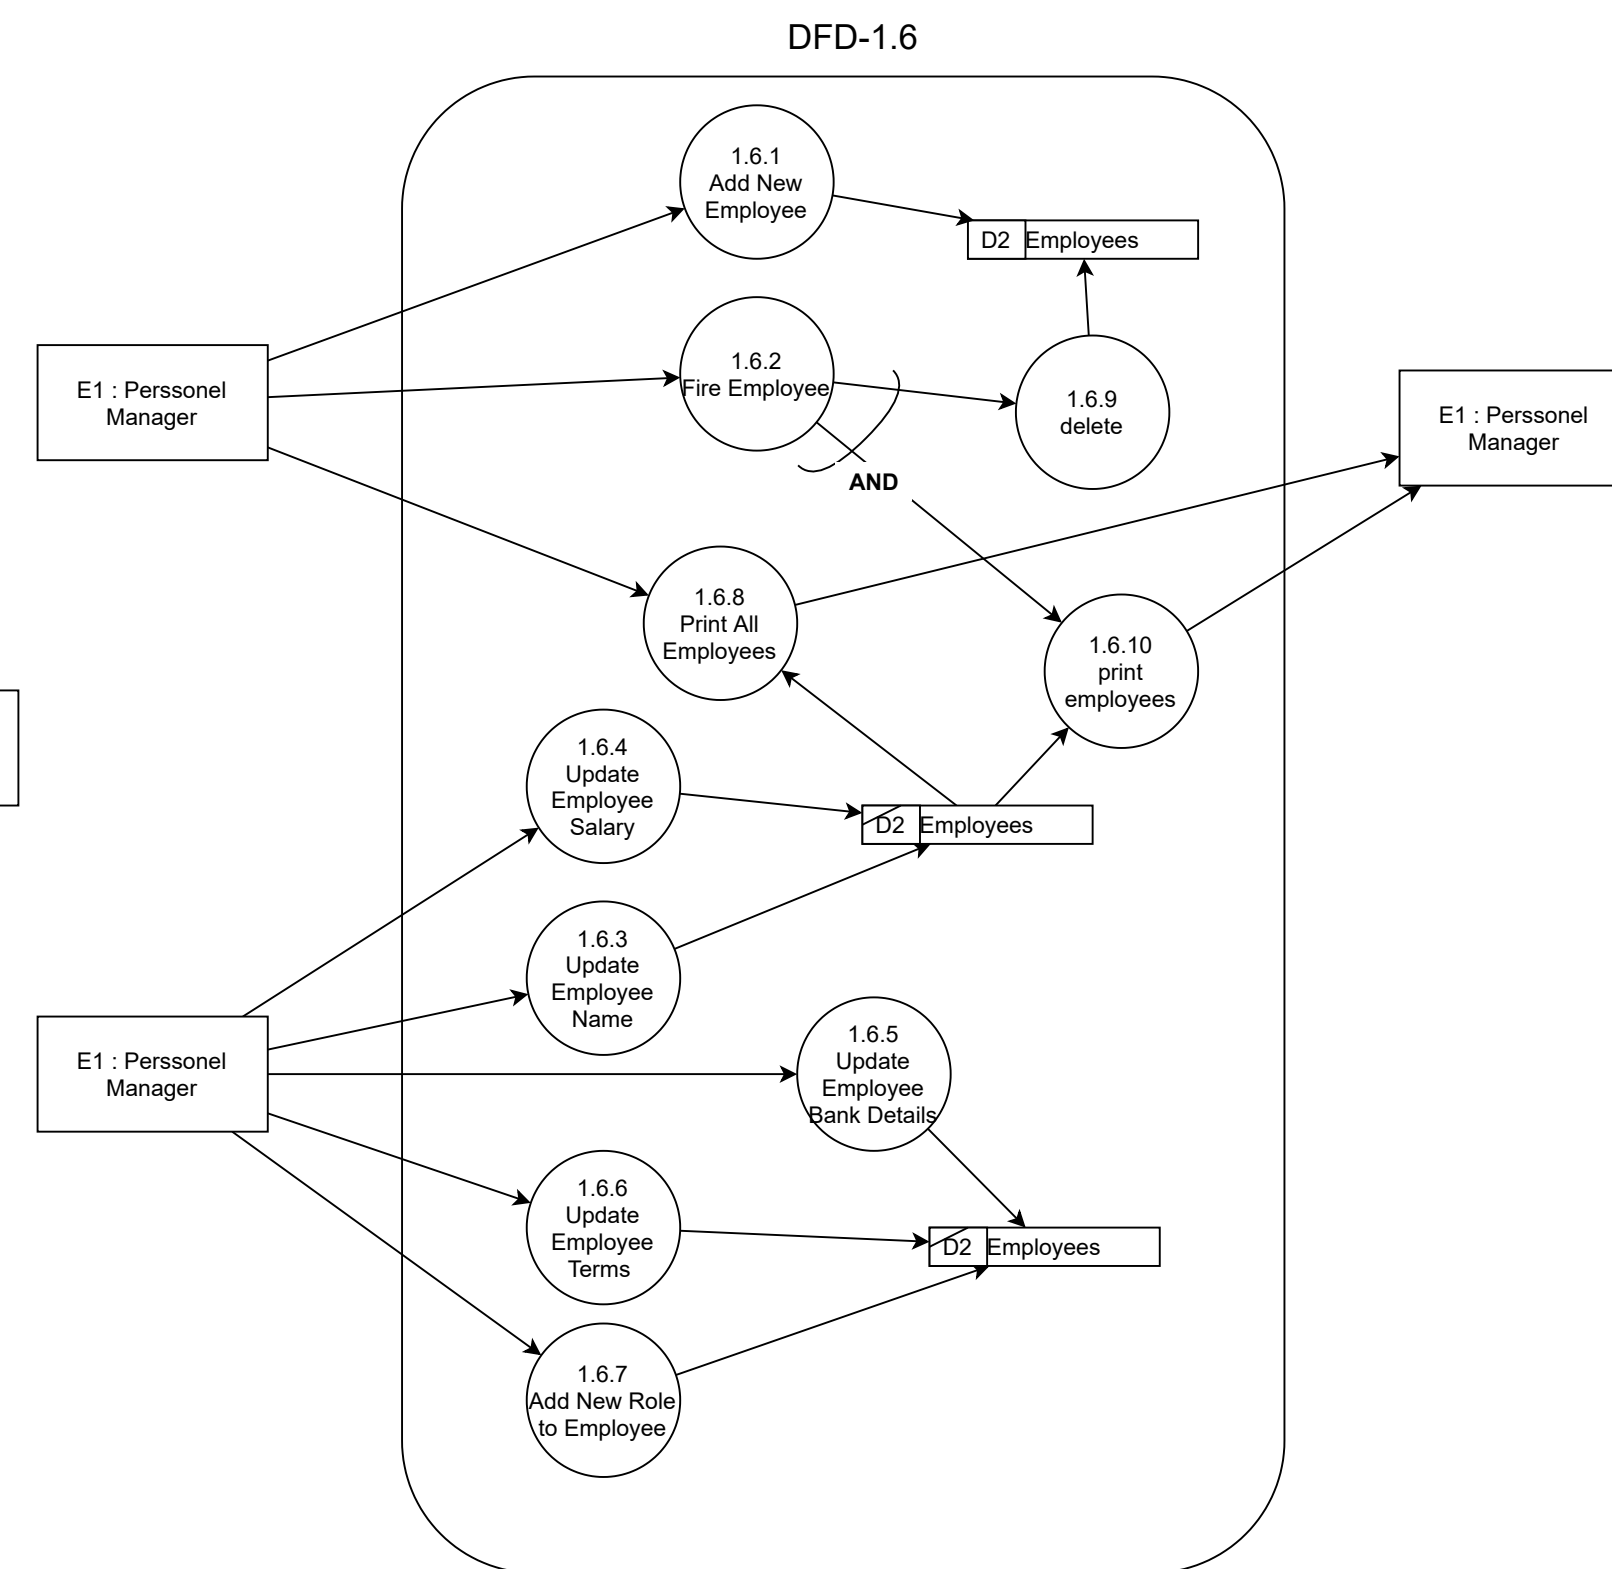 DFD-1.6
1.6.1
Add New
Employee
D2 Employees
E1 : Perssonel
Manager
1.6.2
Fire Employee
1.6.9
delete
E1 : Perssonel
Manager
AND
1.6.8
Print All
Employees
1.6.10
print
employees
1.6.4
Update
Employee
Salary
D2 Employees
1.6.3
Update
Employee
Name
E1 : Perssonel
Manager
1.6.5
Update
Employee
Bank Details
1.6.6
Update
Employee
Terms
D2 Employees
1.6.7
Add New Role
to Employee